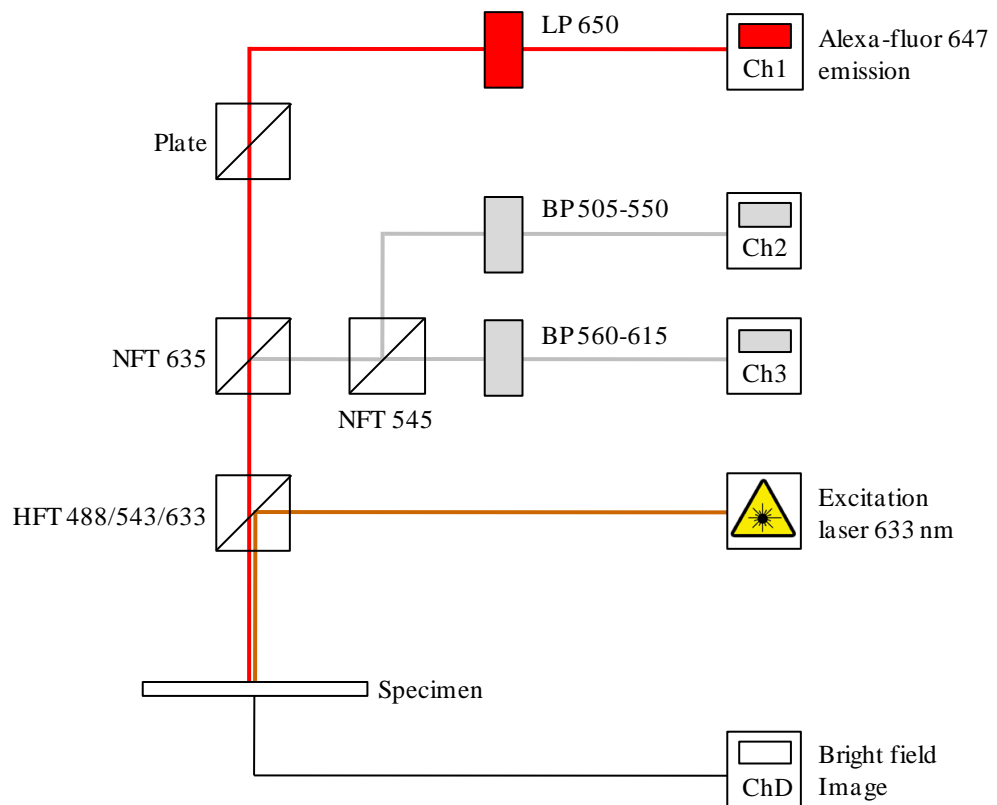 LP 650
Ch1
Alexa-fluor 647
emission
Plate
BP 505-550
Ch2
NFT 635
BP 560-615
Ch3
NFT 545
HFT 488/543/633
Excitation
laser 633 nm
Specimen
ChD
Bright field
Image